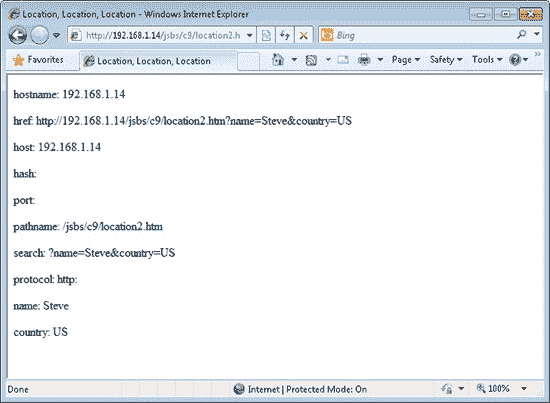 Location, Location, Location - Windows Internet Explorer
http://192.168.1.14/jsbs/c9/location2.h
Bing
Favorites
Location, Location, Location
Page
Safety
Tools
hostname: 192.168.1.14
href: http://192.168.1.14/jsbs/c9/location2.htm?name=Steve&country=US
host: 192.168.1.14
hash:
port:
pathname: /jsbs/c9/location2.htm
search: ?name=Steve&country=US
protocol: http:
name: Steve
country: US
Done
Internet | Protected Mode: On
100%